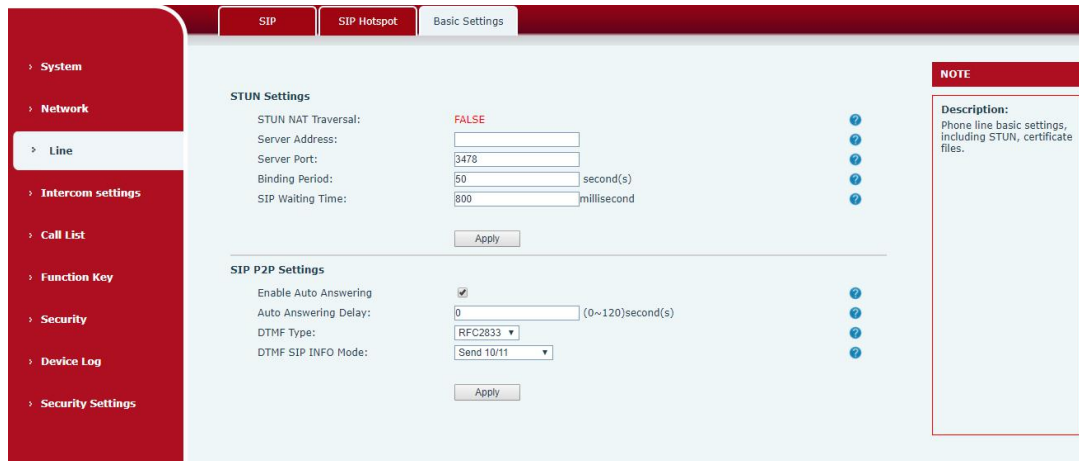 SIP
SIP Hotspot
Basic Settings
› System
› Network
› Line
› Intercom settings
› Call List
› Function Key
› Security
› Device Log
› Security Settings
STUN Settings
STUN NAT Traversal: FALSE
Server Address:
Server Port: 3478
Binding Period: 50 second(s)
SIP Waiting Time: 800 millisecond
Apply
SIP P2P Settings
Enable Auto Answering
Auto Answering Delay: 0 (0~120)second(s)
DTMF Type: RFC2833
DTMF SIP INFO Mode: Send 10/11
Apply
NOTE
Description:
Phone line basic settings,
including STUN, certificate
files.